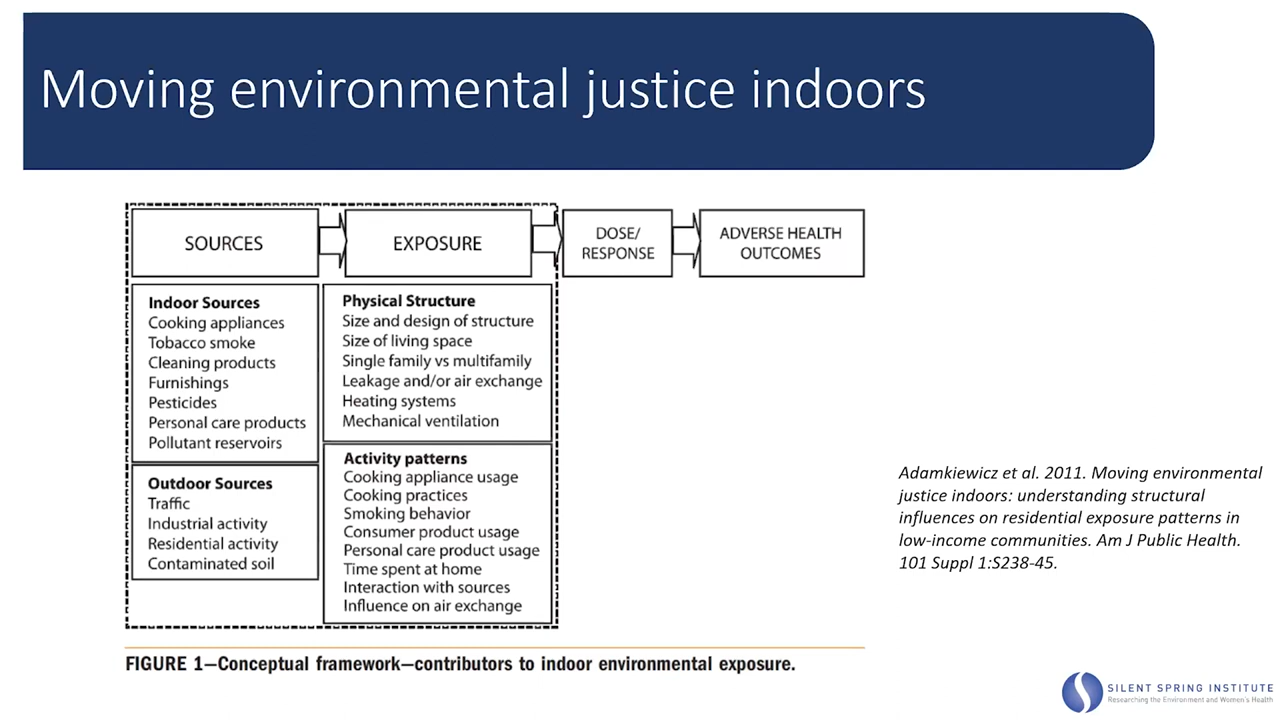 Moving environmental justice indoors
SOURCES
EXPOSURE
DOSE/
RESPONSE
ADVERSE HEALTH
OUTCOMES
Indoor Sources
Cooking appliances
Tobacco smoke
Cleaning products
Furnishings
Pesticides
Personal care products
Pollutant reservoirs
Outdoor Sources
Traffic
Industrial activity
Residential activity
Contaminated soil
Physical Structure
Size and design of structure
Size of living space
Single family vs multifamily
Leakage and/or air exchange
Heating systems
Mechanical ventilation
Activity patterns
Cooking appliance usage
Cooking practices
Smoking behavior
Consumer product usage
Personal care product usage
Time spent at home
Interaction with sources
Influence on air exchange
FIGURE 1—Conceptual framework—contributors to indoor environmental exposure.
Adamkiewicz et al. 2011. Moving environmental
justice indoors: understanding structural
influences on residential exposure patterns in
low-income communities. Am J Public Health.
101 Suppl 1:S238-45.
SILENT SPRING INSTITUTE
Researching the Environment and Women's Health